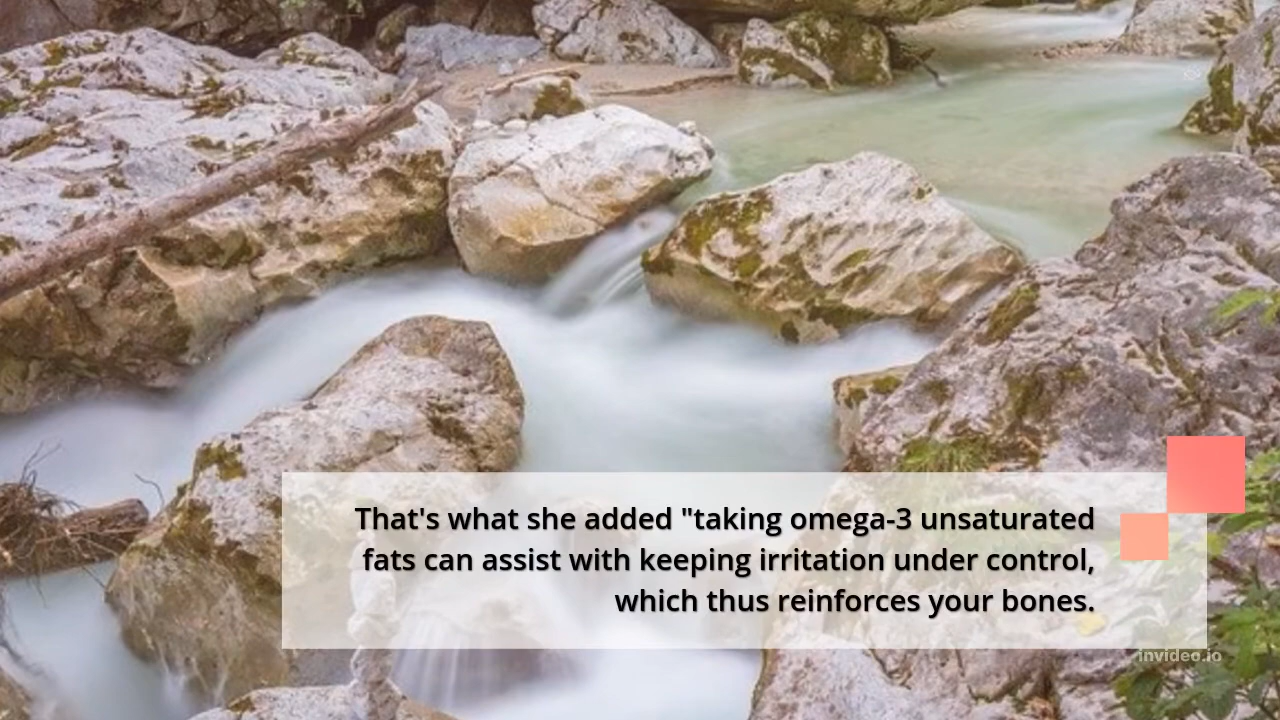 That's what she added "taking omega-3 unsaturated
fats can assist with keeping irritation under control,
which thus reinforces your bones.
invideo.io